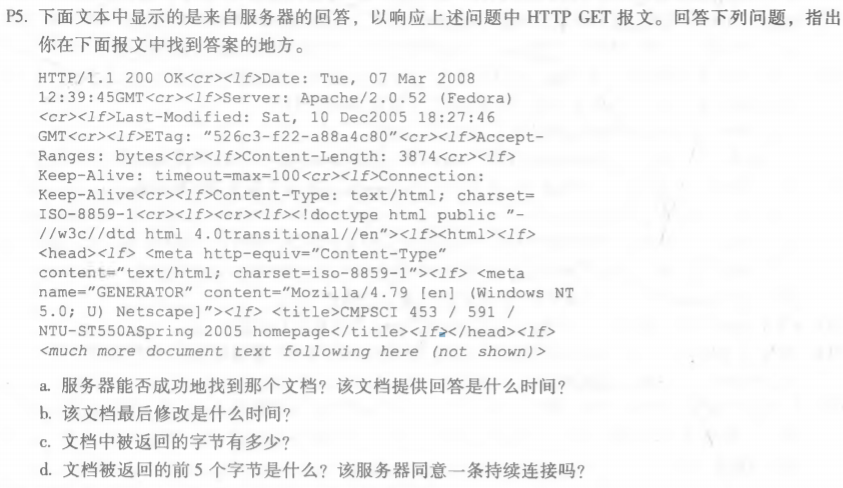 P5. 下面文本中显示的是来自服务器的回答，以响应上述问题中 HTTP GET 报文。回答下列问题，指出
你在下面报文中找到答案的地方。
HTTP/1.1 200 OK<cr><lf>Date: Tue, 07 Mar 2008
12:39:45GMT<cr><lf>Server: Apache/2.0.52 (Fedora)
<cr><lf>Last-Modified: Sat, 10 Dec2005 18:27:46
GMT<cr><lf>ETag: "526c3-f22-a88a4c80"<cr><lf>Accept-
Ranges: bytes<cr><lf>Content-Length: 3874<cr><lf>
Keep-Alive: timeout=max=100<cr><lf>Connection:
Keep-Alive<cr><lf>Content-Type: text/html; charset=
ISO-8859-1<cr><lf><cr><lf><!doctype html public "-
//w3c//dtd html 4.0transitional//en"><lf><html><lf>
<head><lf> <meta http-equiv="Content-Type"
content="text/html; charset=iso-8859-1"><lf> <meta
name="GENERATOR" content="Mozilla/4.79 [en] (Windows NT
5.0; U) Netscape]"><lf> <title>CMPSCI 453 / 591 /
NTU-ST550ASpring 2005 homepage</title><lf></head><lf>
<much more document text following here (not shown)>
a. 服务器能否成功地找到那个文档？该文档提供回答是什么时间？
b. 该文档最后修改是什么时间？
c. 文档中被返回的字节有多少？
d. 文档被返回的前 5 个字节是什么？该服务器同意一条持续连接吗？